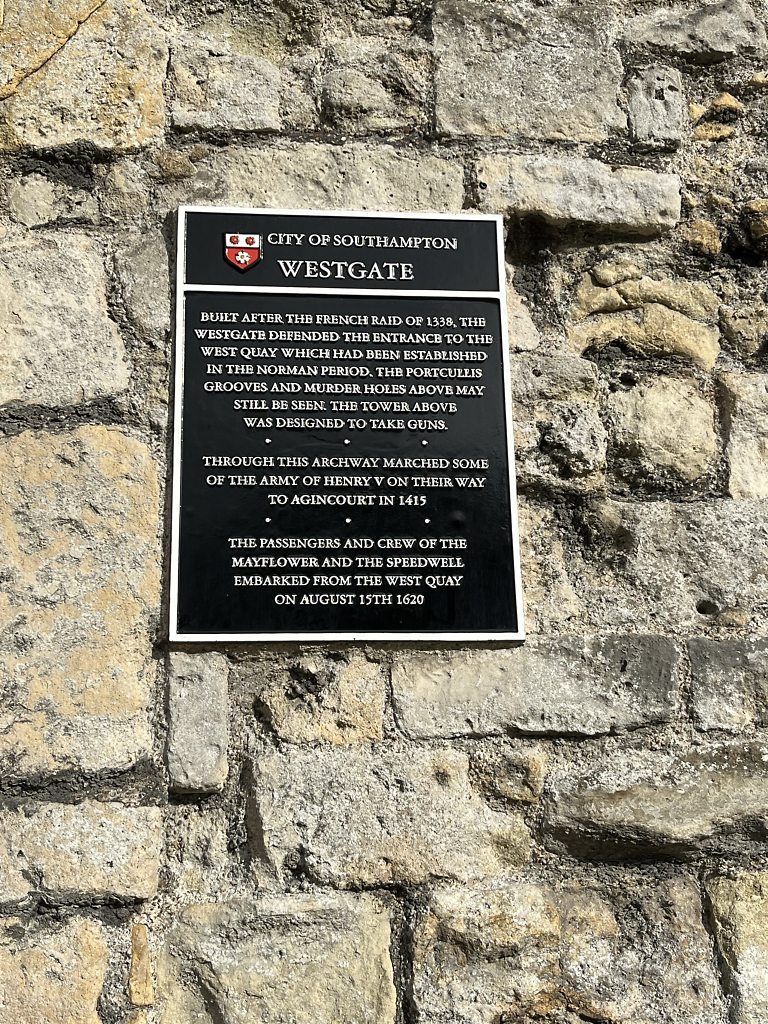 CITY OF SOUTHAMPTON
WESTGATE
BUILT AFTER THE FRENCH RAID OF 1338, THE
WESTGATE DEFENDED THE ENTRANCE TO THE
WEST QUAY WHICH HAD BEEN ESTABLISHED
IN THE NORMAN PERIOD. THE PORTCULLIS
GROOVES AND MURDER HOLES ABOVE MAY
STILL BE SEEN. THE TOWER ABOVE
WAS DESIGNED TO TAKE GUNS.
THROUGH THIS ARCHWAY MARCHED SOME
OF THE ARMY OF HENRY V ON THEIR WAY
TO AGINCOURT IN 1415
THE PASSENGERS AND CREW OF THE
MAYFLOWER AND THE SPEEDWELL
EMBARKED FROM THE WEST QUAY
ON AUGUST 15TH 1620